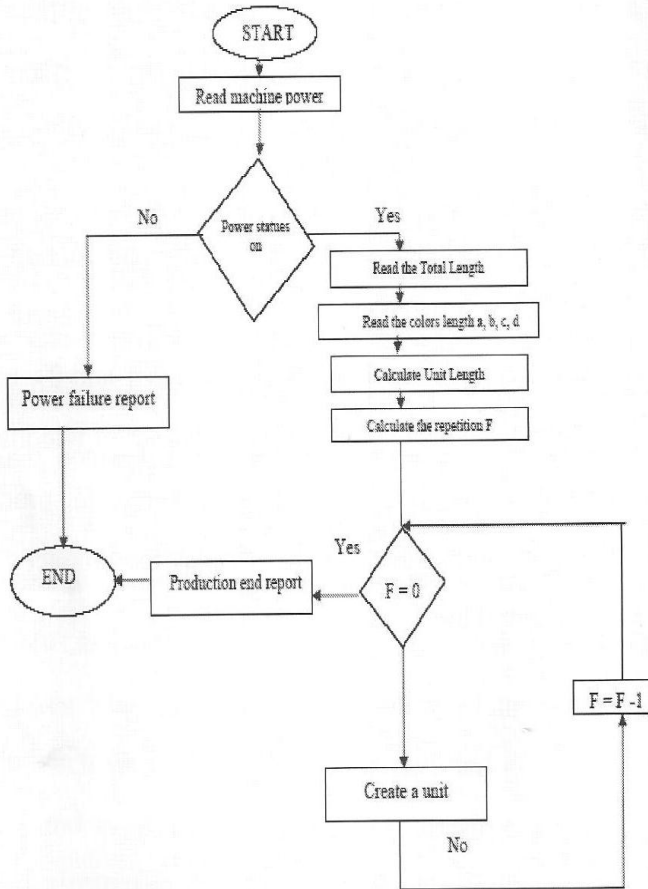 START
Read machine power
No
Power statues
on
Yes
Read the Total Length
Read the colors length a, b, c, d
Calculate Unit Length
Calculate the repetition F
Power failure report
Yes
END
Production end report
F = 0
F = F -1
Create a unit
No